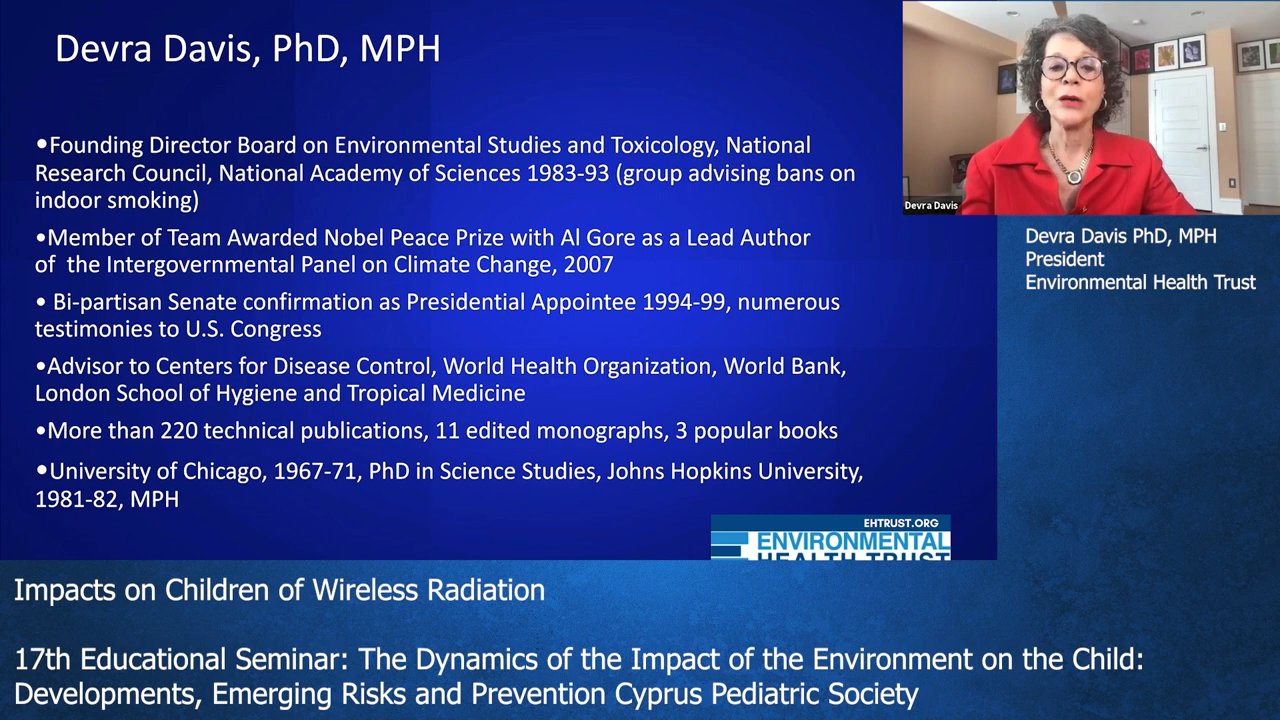 Devra Davis, PhD, MPH
•Founding Director Board on Environmental Studies and Toxicology, National
Research Council, National Academy of Sciences 1983-93 (group advising bans on
indoor smoking)
•Member of Team Awarded Nobel Peace Prize with Al Gore as a Lead Author
of  the Intergovernmental Panel on Climate Change, 2007
• Bi-partisan Senate confirmation as Presidential Appointee 1994-99, numerous
testimonies to U.S. Congress
•Advisor to Centers for Disease Control, World Health Organization, World Bank,
London School of Hygiene and Tropical Medicine
•More than 220 technical publications, 11 edited monographs, 3 popular books
•University of Chicago, 1967-71, PhD in Science Studies, Johns Hopkins University,
1981-82, MPH
EHTRUST.ORG
ENVIRONMENTAL
HEALTH TRUST
Devra Davis
Devra Davis PhD, MPH
President
Environmental Health Trust
Impacts on Children of Wireless Radiation
17th Educational Seminar: The Dynamics of the Impact of the Environment on the Child:
Developments, Emerging Risks and Prevention Cyprus Pediatric Society